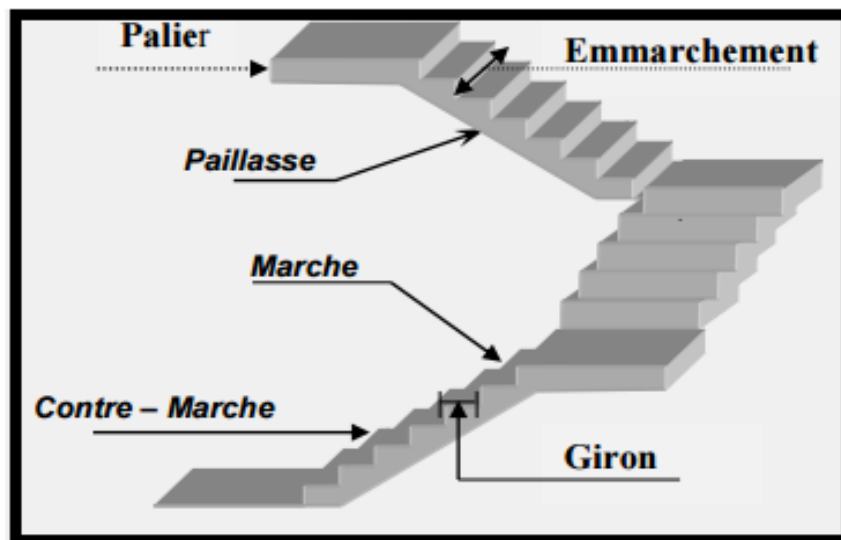 Palier
Emmarchement
Paillasse
Marche
Contre – Marche
Giron